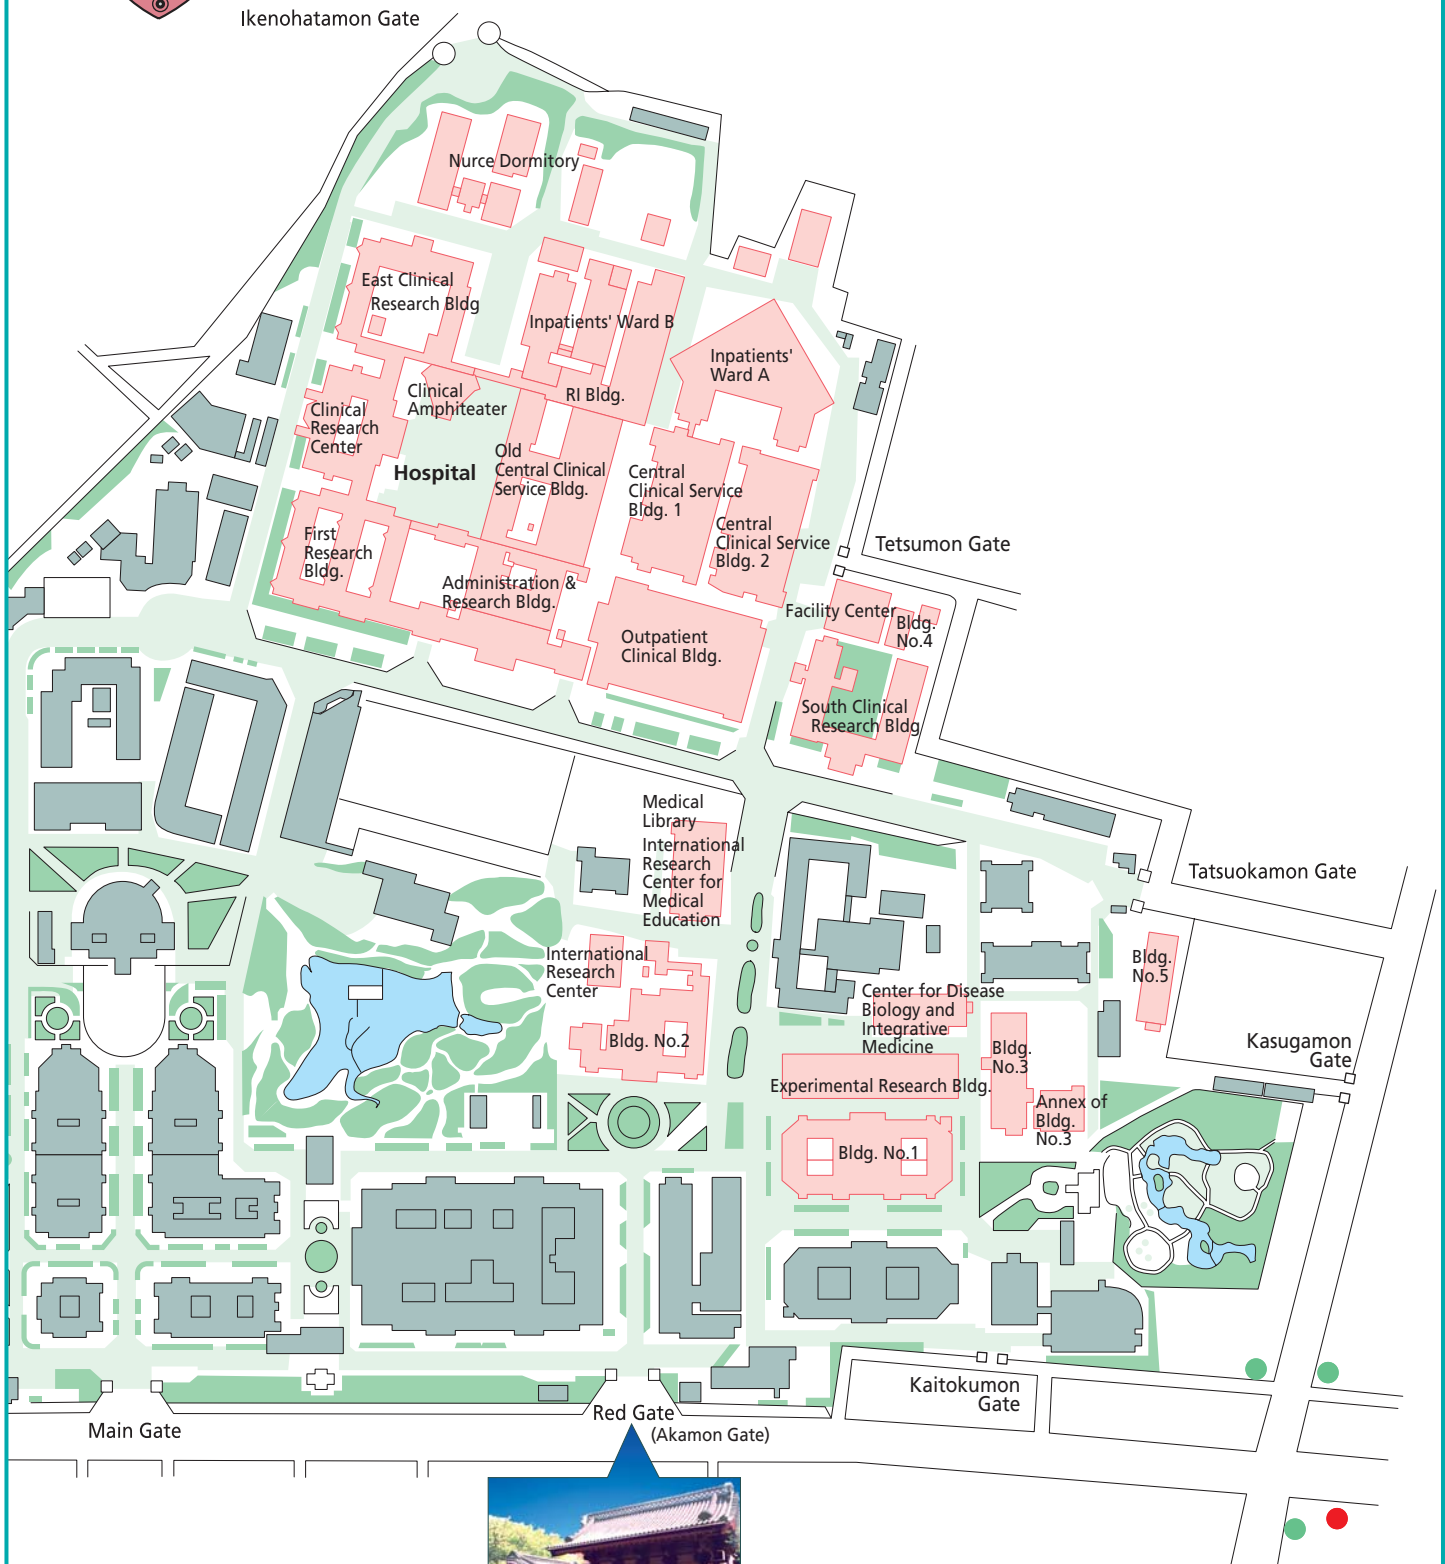 Ikenohatamon Gate
Nurce Dormitory
East Clinical
Research Bldg
Inpatients' Ward B
Inpatients'
Ward A
Clinical
Amphiteater
RI Bldg.
Clinical
Research
Center
Hospital
Old
Central Clinical
Service Bldg.
Central
Clinical Service
Bldg. 1
Central
Clinical Service
Bldg. 2
Tetsumon Gate
First
Research
Bldg.
Administration &
Research Bldg.
Facility Center
Bldg.
No.4
Outpatient
Clinical Bldg.
South Clinical
Research Bldg
Medical
Library
International
Research
Center for
Medical
Education
Tatsuokamon Gate
International
Research
Center
Bldg.
No.5
Center for Disease
Biology and
Integrative
Medicine
Bldg. No.2
Bldg.
No.3
Kasugamon
Gate
Experimental Research Bldg.
Annex of
Bldg.
No.3
Bldg. No.1
Kaitokumon
Gate
Main Gate
Red Gate
(Akamon Gate)